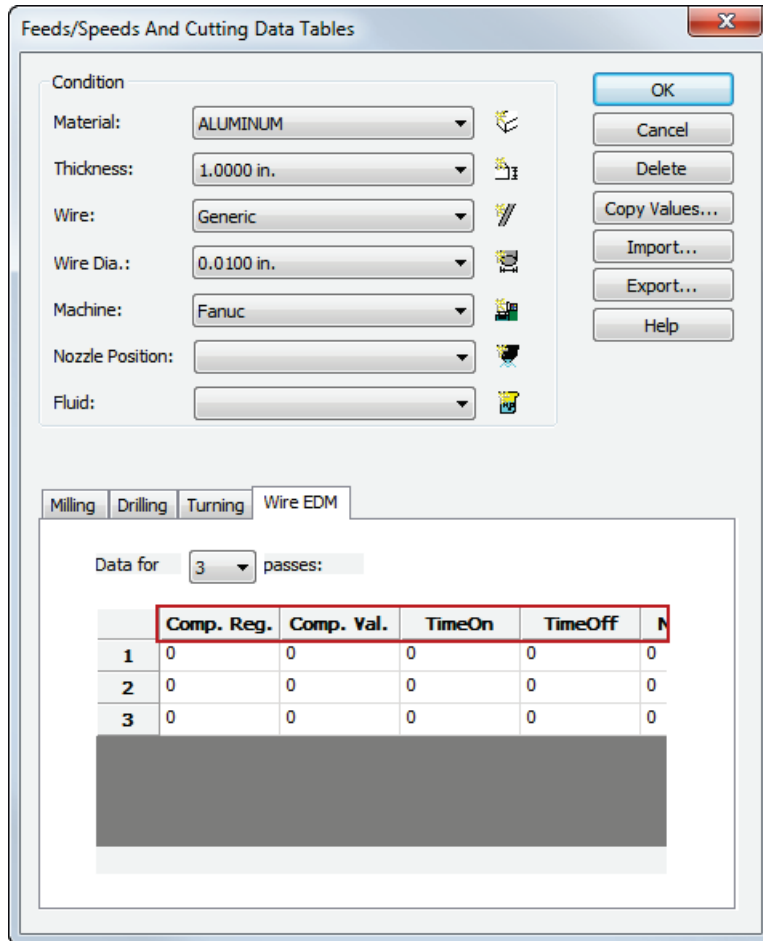 Feeds/Speeds And Cutting Data Tables
Condition
Material: ALUMINUM
Thickness: 1.0000 in.
Wire: Generic
Wire Dia.: 0.0100 in.
Machine: Fanuc
Nozzle Position:
Fluid:
OK
Cancel
Delete
Copy Values...
Import...
Export...
Help
Milling Drilling Turning Wire EDM
Data for 3 passes:
Comp. Reg. Comp. Val. TimeOn TimeOff
1 0 0 0 0 0
2 0 0 0 0 0
3 0 0 0 0 0